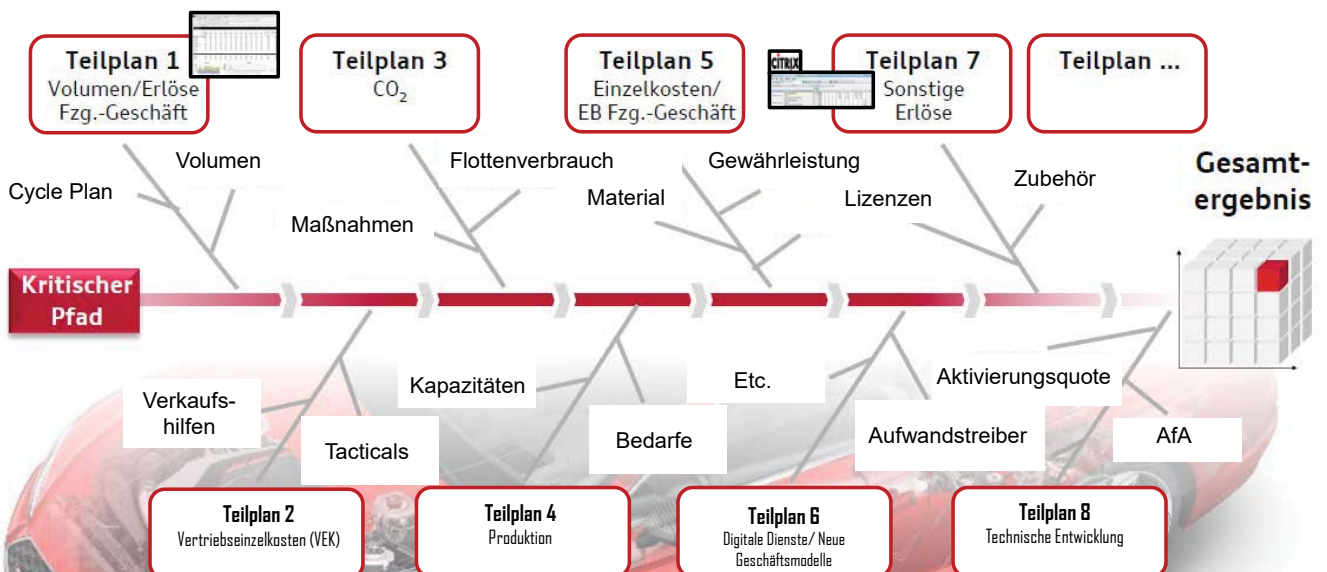 Teilplan 1
Volumen/Erlöse
Fzg.-Geschäft
Teilplan 3
CO₂
Teilplan 5
Einzelkosten/
EB Fzg.-Geschäft
CITRIX
Teilplan 7
Sonstige
Erlöse
Teilplan ...
Cycle Plan
Volumen
Maßnahmen
Flottenverbrauch
Material
Gewährleistung
Lizenzen
Zubehör
Gesamt-
ergebnis
Kritischer
Pfad
Verkaufs-
hilfen
Tacticals
Kapazitäten
Bedarfe
Etc.
Aufwandstreiber
Aktivierungsquote
AfA
Teilplan 2
Vertriebseinzelkosten (VEK)
Teilplan 4
Produktion
Teilplan 6
Digitale Dienste/ Neue
Geschäftsmodelle
Teilplan 8
Technische Entwicklung